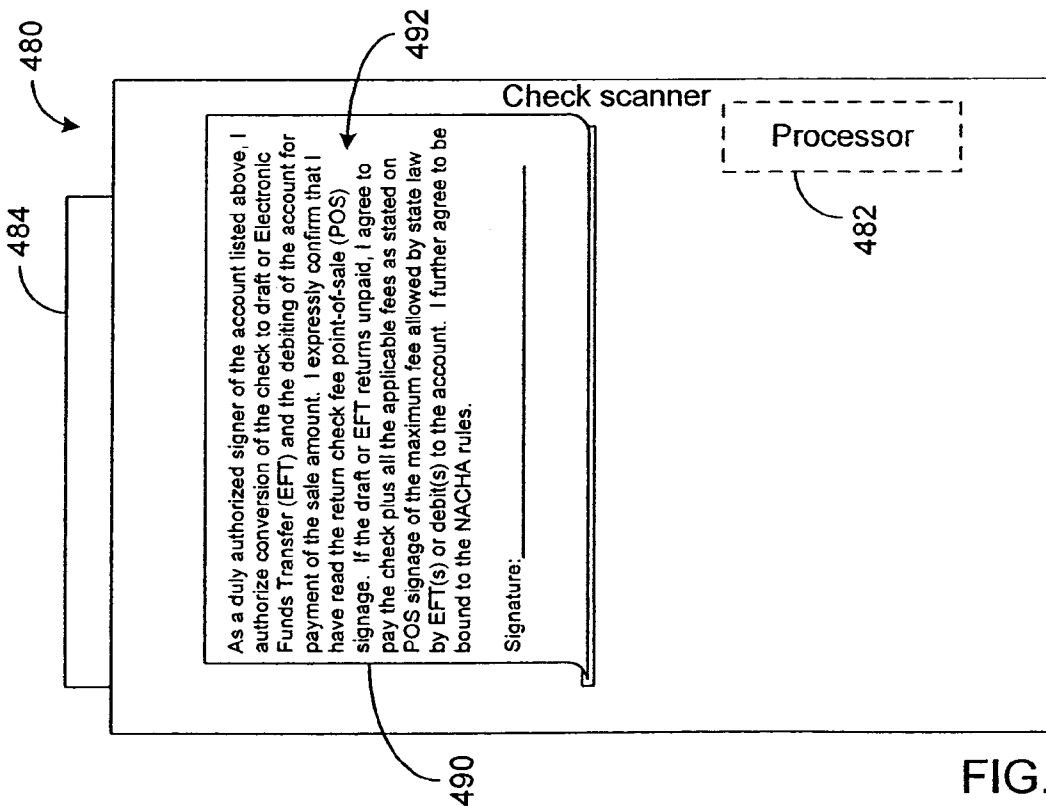 480
484
492
Check scanner
Processor
482
As a duly authorized signer of the account listed above, I
authorize conversion of the check to draft or Electronic
Funds Transfer (EFT) and the debiting of the account for
payment of the sale amount. I expressly confirm that I
have read the return check fee point-of-sale (POS)
signage. If the draft or EFT returns unpaid, I agree to
pay the check plus all the applicable fees as stated on
POS signage of the maximum fee allowed by state law
by EFT(s) or debit(s) to the account. I further agree to be
bound to the NACHA rules.
Signature:
490
FIG.